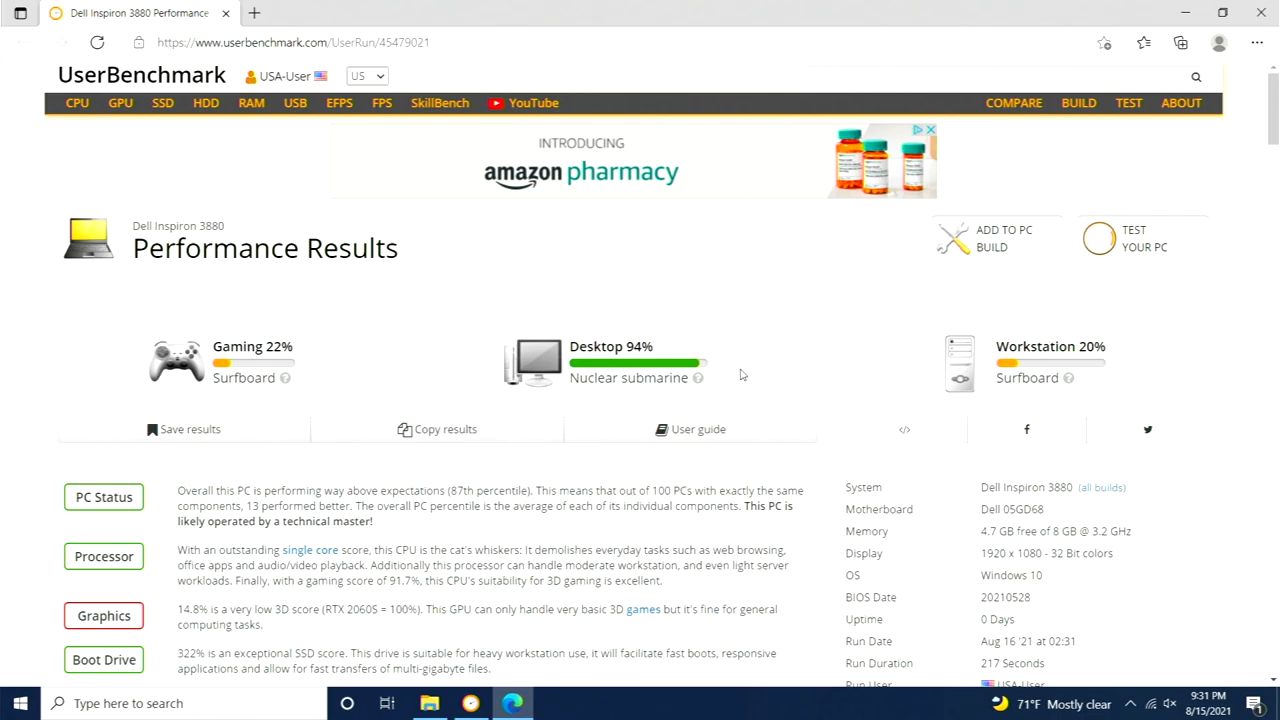 Dell Inspiron 3880 Performance
https://www.userbenchmark.com/UserRun/45479021
UserBenchmark
USA-User
US
CPU GPU SSD HDD RAM USB EFPS FPS SkillBench YouTube
COMPARE BUILD TEST ABOUT
INTRODUCING
amazon pharmacy
Dell Inspiron 3880
Performance Results
ADD TO PC
BUILD
TEST
YOUR PC
Gaming 22%
Surfboard
Desktop 94%
Nuclear submarine
Workstation 20%
Surfboard
Save results
Copy results
User guide
</>
PC Status
Overall this PC is performing way above expectations (87th percentile). This means that out of 100 PCs with exactly the same
components, 13 performed better. The overall PC percentile is the average of each of its individual components. This PC is
likely operated by a technical master!
Processor
With an outstanding single core score, this CPU is the cat's whiskers: It demolishes everyday tasks such as web browsing,
office apps and audio/video playback. Additionally this processor can handle moderate workstation, and even light server
workloads. Finally, with a gaming score of 91.7%, this CPU's suitability for 3D gaming is excellent.
Graphics
14.8% is a very low 3D score (RTX 2060S = 100%). This GPU can only handle very basic 3D games but it's fine for general
computing tasks.
Boot Drive
322% is an exceptional SSD score. This drive is suitable for heavy workstation use, it will facilitate fast boots, responsive
applications and allow for fast transfers of multi-gigabyte files.
System Dell Inspiron 3880 (all builds)
Motherboard Dell 05GD68
Memory 4.7 GB free of 8 GB @ 3.2 GHz
Display 1920 x 1080 - 32 Bit colors
OS Windows 10
BIOS Date 20210528
Uptime 0 Days
Run Date Aug 16 '21 at 02:31
Run Duration 217 Seconds
Run User USA-User
Type here to search
71°F Mostly clear
9:31 PM
8/15/2021
1